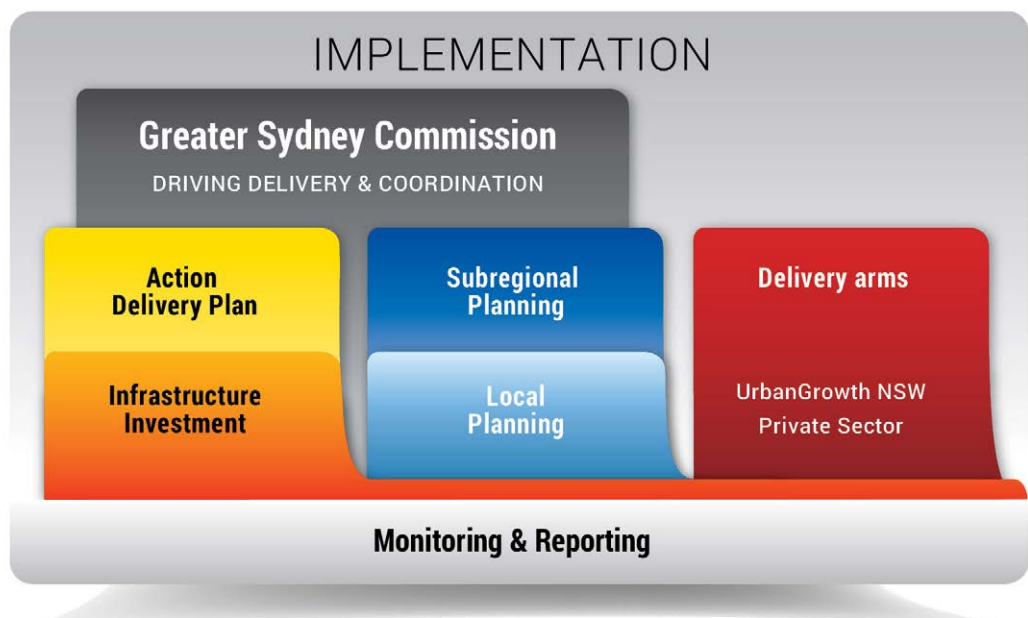 IMPLEMENTATION
Greater Sydney Commission
DRIVING DELIVERY & COORDINATION
Action
Delivery Plan
Subregional
Planning
Delivery arms
Infrastructure
Investment
Local
Planning
UrbanGrowth NSW
Private Sector
Monitoring & Reporting